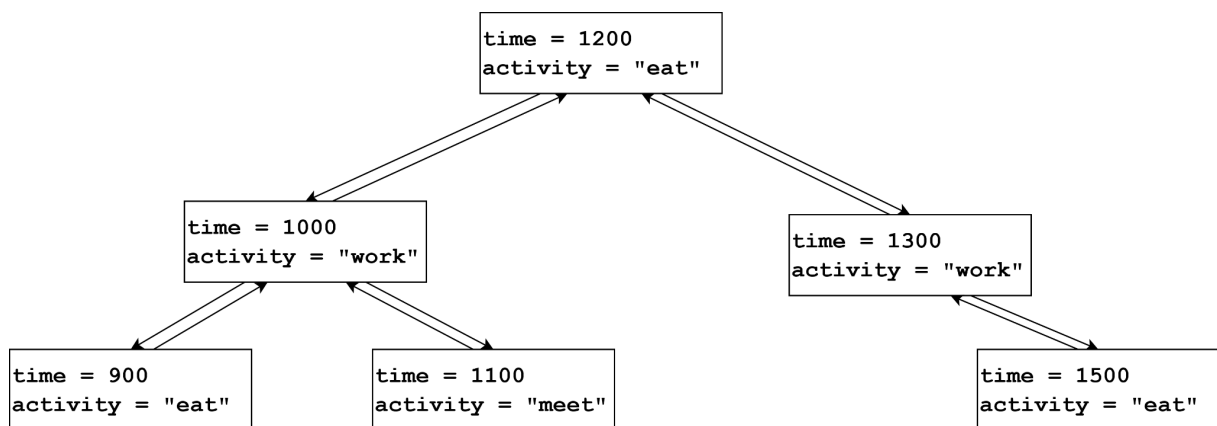 time = 1200
activity = "eat"
time = 1000
activity = "work"
time = 1300
activity = "work"
time = 900
activity = "eat"
time = 1100
activity = "meet"
time = 1500
activity = "eat"